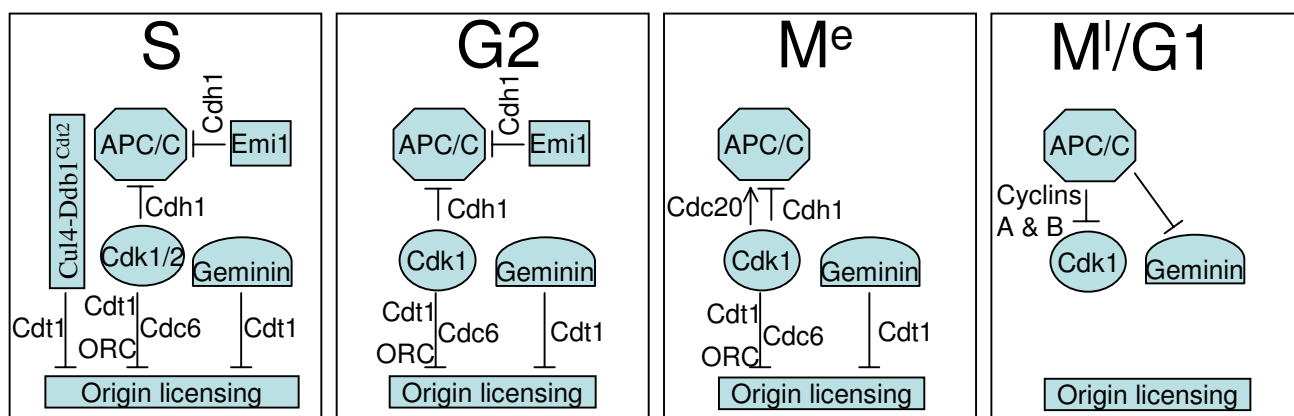 S
Cul4-Ddb1Cdt2
APC/C
Cdh1
Emi1
Cdh1
Cdk1/2
Geminin
Cdt1
Cdt1
Cdc6
ORC
Cdt1
Origin licensing
G2
APC/C
Cdh1
Emi1
Cdh1
Cdk1
Geminin
Cdt1
Cdc6
ORC
Cdt1
Origin licensing
Me
APC/C
Cdc20
Cdh1
Cdk1
Geminin
Cdt1
Cdc6
ORC
Cdt1
Origin licensing
Ml/G1
APC/C
Cyclins
A & B
Cdk1
Geminin
Origin licensing